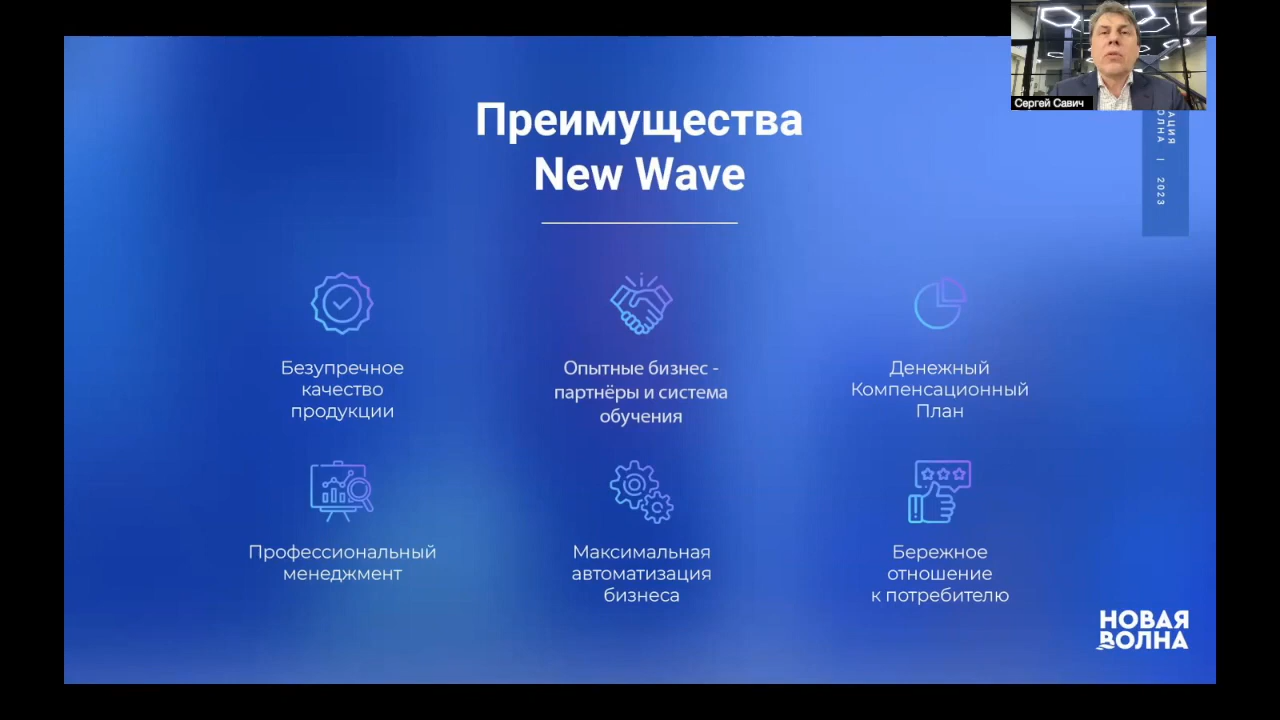 Преимущества
New Wave
Сергей Савич
ВОЛНА | 2023
Безупречное
качество
продукции
Опытные бизнес -
партнёры и система
обучения
Денежный
Компенсационный
План
Профессиональный
менеджмент
Максимальная
автоматизация
бизнеса
Бережное
отношение
к потребителю
НОВАЯ
ВОЛНА